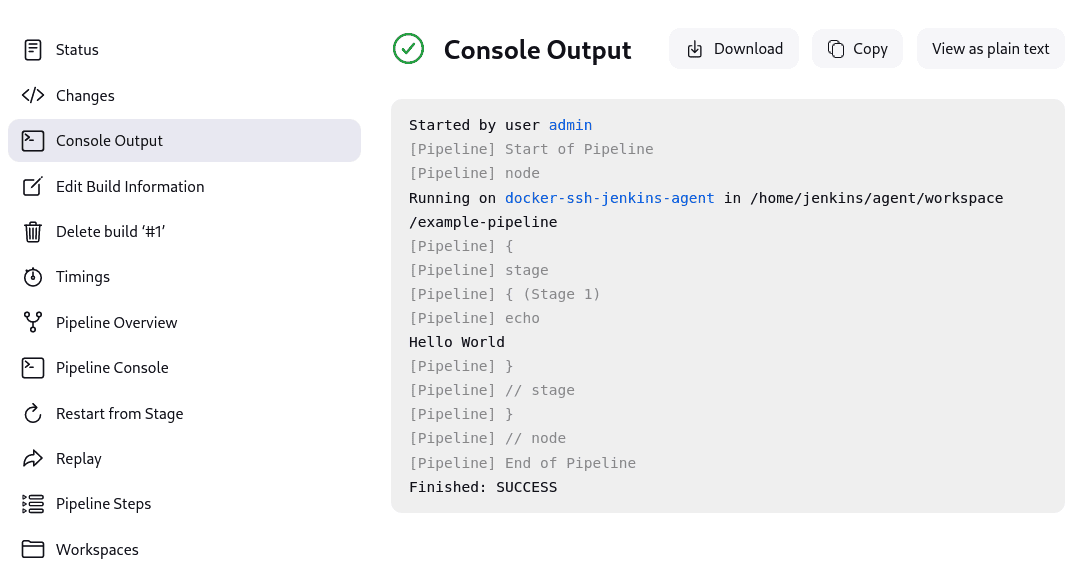 Status
Changes
Console Output
Edit Build Information
Delete build ‘#1’
Timings
Pipeline Overview
Pipeline Console
Restart from Stage
Replay
Pipeline Steps
Workspaces
Console Output
Download
Copy
View as plain text
Started by user admin
[Pipeline] Start of Pipeline
[Pipeline] node
Running on docker-ssh-jenkins-agent in /home/jenkins/agent/workspace
/example-pipeline
[Pipeline] {
[Pipeline] stage
[Pipeline] { (Stage 1)
[Pipeline] echo
Hello World
[Pipeline] }
[Pipeline] // stage
[Pipeline] }
[Pipeline] // node
[Pipeline] End of Pipeline
Finished: SUCCESS